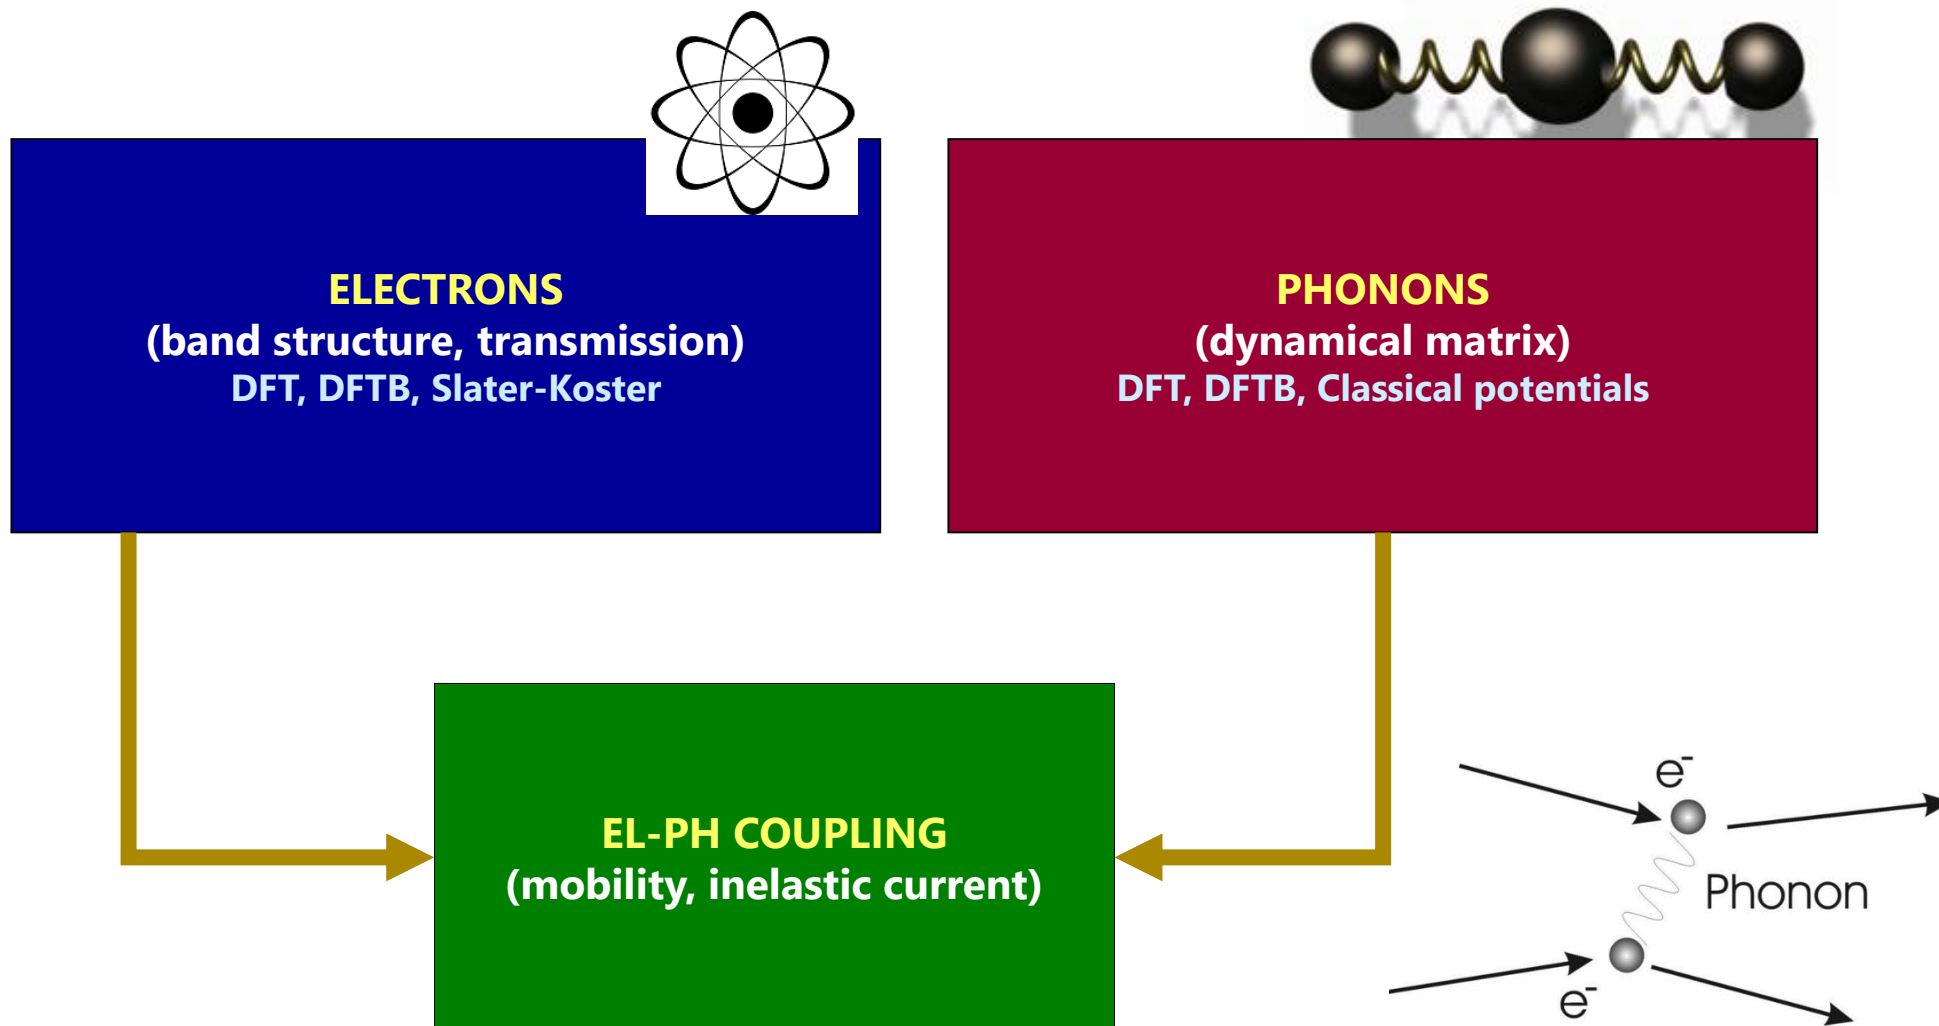 ELECTRONS
(band structure, transmission)
DFT, DFTB, Slater-Koster
PHONONS
(dynamical matrix)
DFT, DFTB, Classical potentials
EL-PH COUPLING
(mobility, inelastic current)
e⁻
Phonon
e⁻